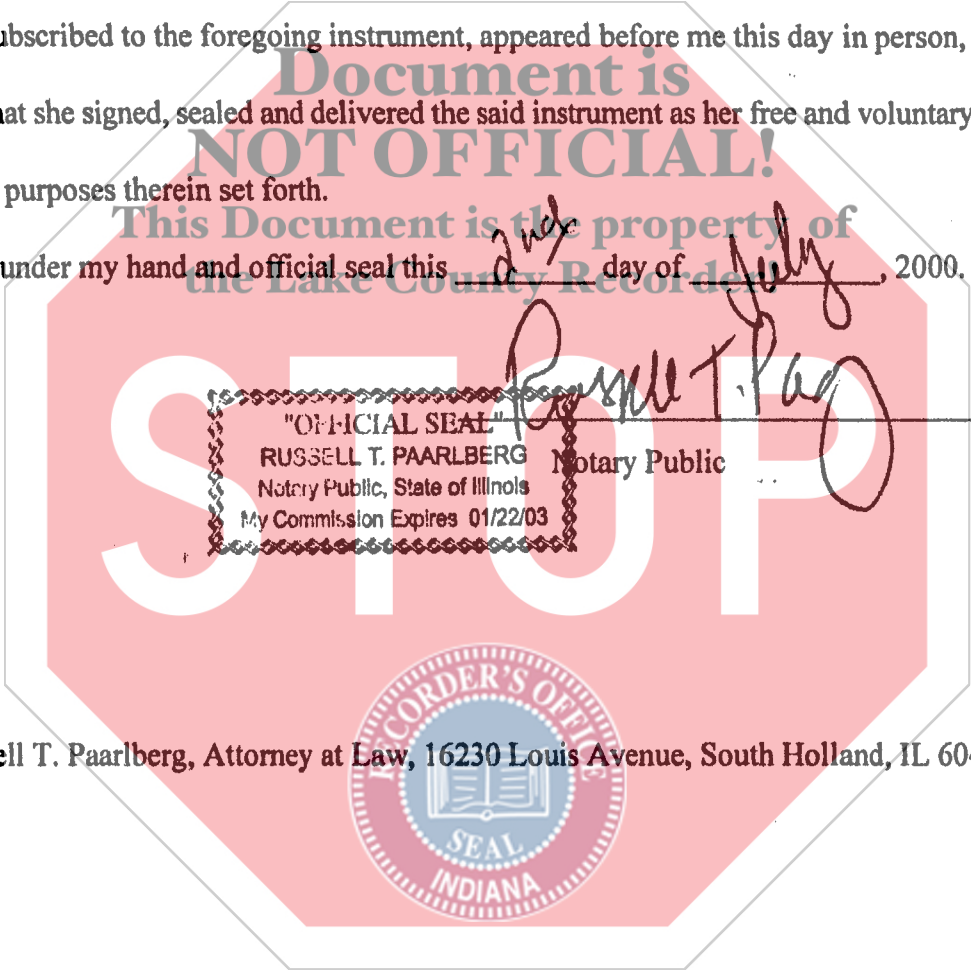 ubscribed to the foregoing instrument, appeared before me this day in person,
Document is
at she signed, sealed and delivered the said instrument as her free and voluntary
NOT OFFICIAL!
purposes therein set forth.
This Document is the property of
under my hand and official seal this 2nd day of July, 2000.
the Lake County Recorder!
STOP
Russell T. Paa
"OFFICIAL SEAL"
RUSSELL T. PAARLBERG
Notary Public
Notary Public, State of Illinois
My Commission Expires 01/22/03
RECORDER'S OFFICE
ell T. Paarlberg, Attorney at Law, 16230 Louis Avenue, South Holland, IL 604
SEAL
INDIANA